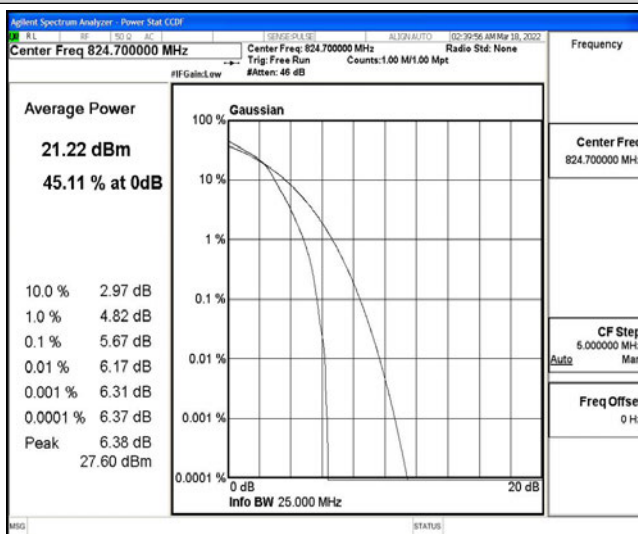 Agilent Spectrum Analyzer - Power Stat CCDF
RL RF 50 Ω AC SENSE:PULSE ALIGN AUTO 02:39:56 AM Mar 18, 2022
Center Freq 824.700000 MHz
Center Freq: 824.700000 MHz Radio Std: None
Trig: Free Run Counts:1.00 M/1.00 Mpt
#IFGain:Low #Atten: 46 dB
Frequency
Average Power
21.22 dBm
45.11 % at 0dB
10.0 % 2.97 dB
1.0 % 4.82 dB
0.1 % 5.67 dB
0.01 % 6.17 dB
0.001 % 6.31 dB
0.0001 % 6.37 dB
Peak 6.38 dB
27.60 dBm
Gaussian
100 %
10 %
1 %
0.1 %
0.01 %
0.001 %
0.0001 %
0 dB 20 dB
Info BW 25.000 MHz
Center Freq
824.700000 MHz
CF Step
5.000000 MHz
Auto Man
Freq Offset
0 Hz
MSG STATUS